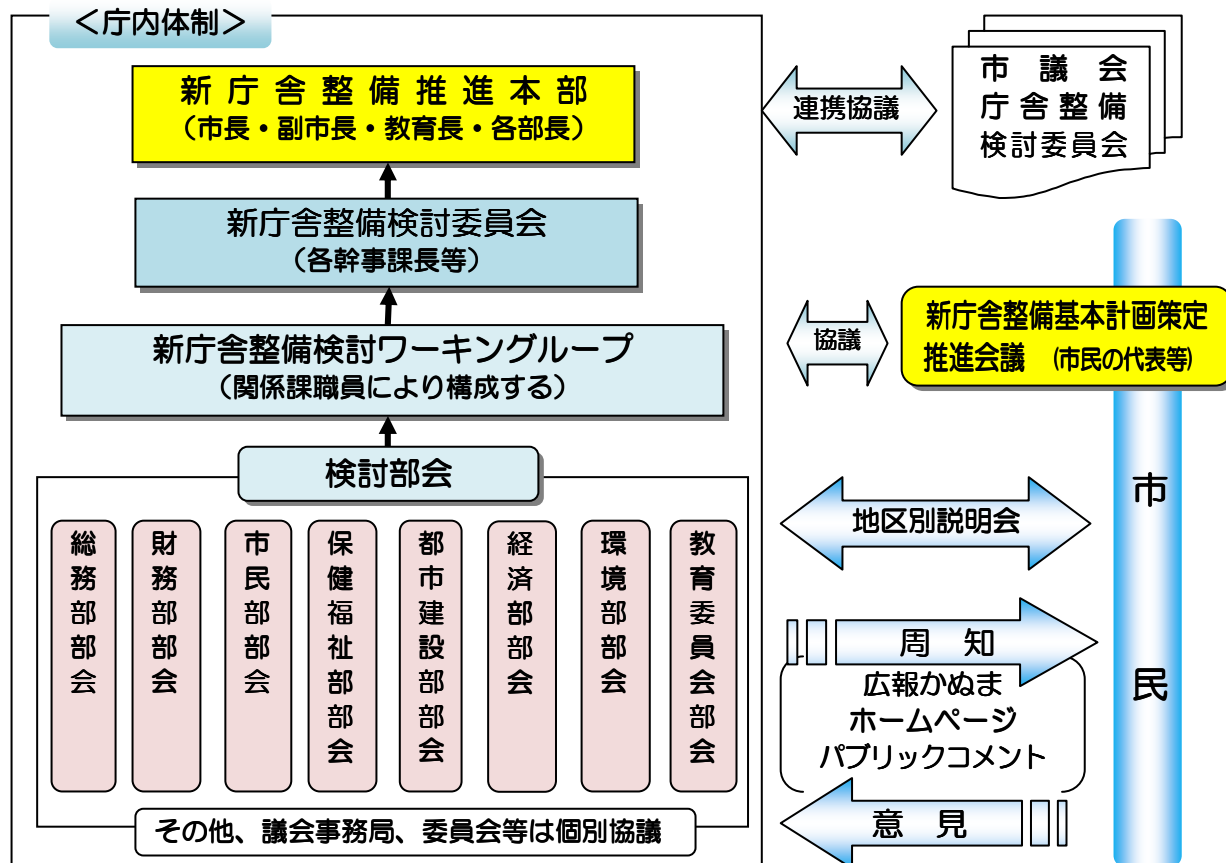 ＜庁内体制＞
新庁舎整備推進本部
（市長・副市長・教育長・各部長）
新庁舎整備検討委員会
（各幹事課長等）
新庁舎整備検討ワーキングループ
（関係課職員により構成する）
検討部会
総務部部会
財務部部会
市民部部会
保健福祉部部会
都市建設部部会
経済部部会
環境部部会
教育委員会部会
その他、議会事務局、委員会等は個別協議
連携協議
市議会
庁舎整備
検討委員会
協議
新庁舎整備基本計画策定
推進会議 （市民の代表等）
地区別説明会
周知
広報かぬま
ホームページ
パブリックコメント
意見
市民